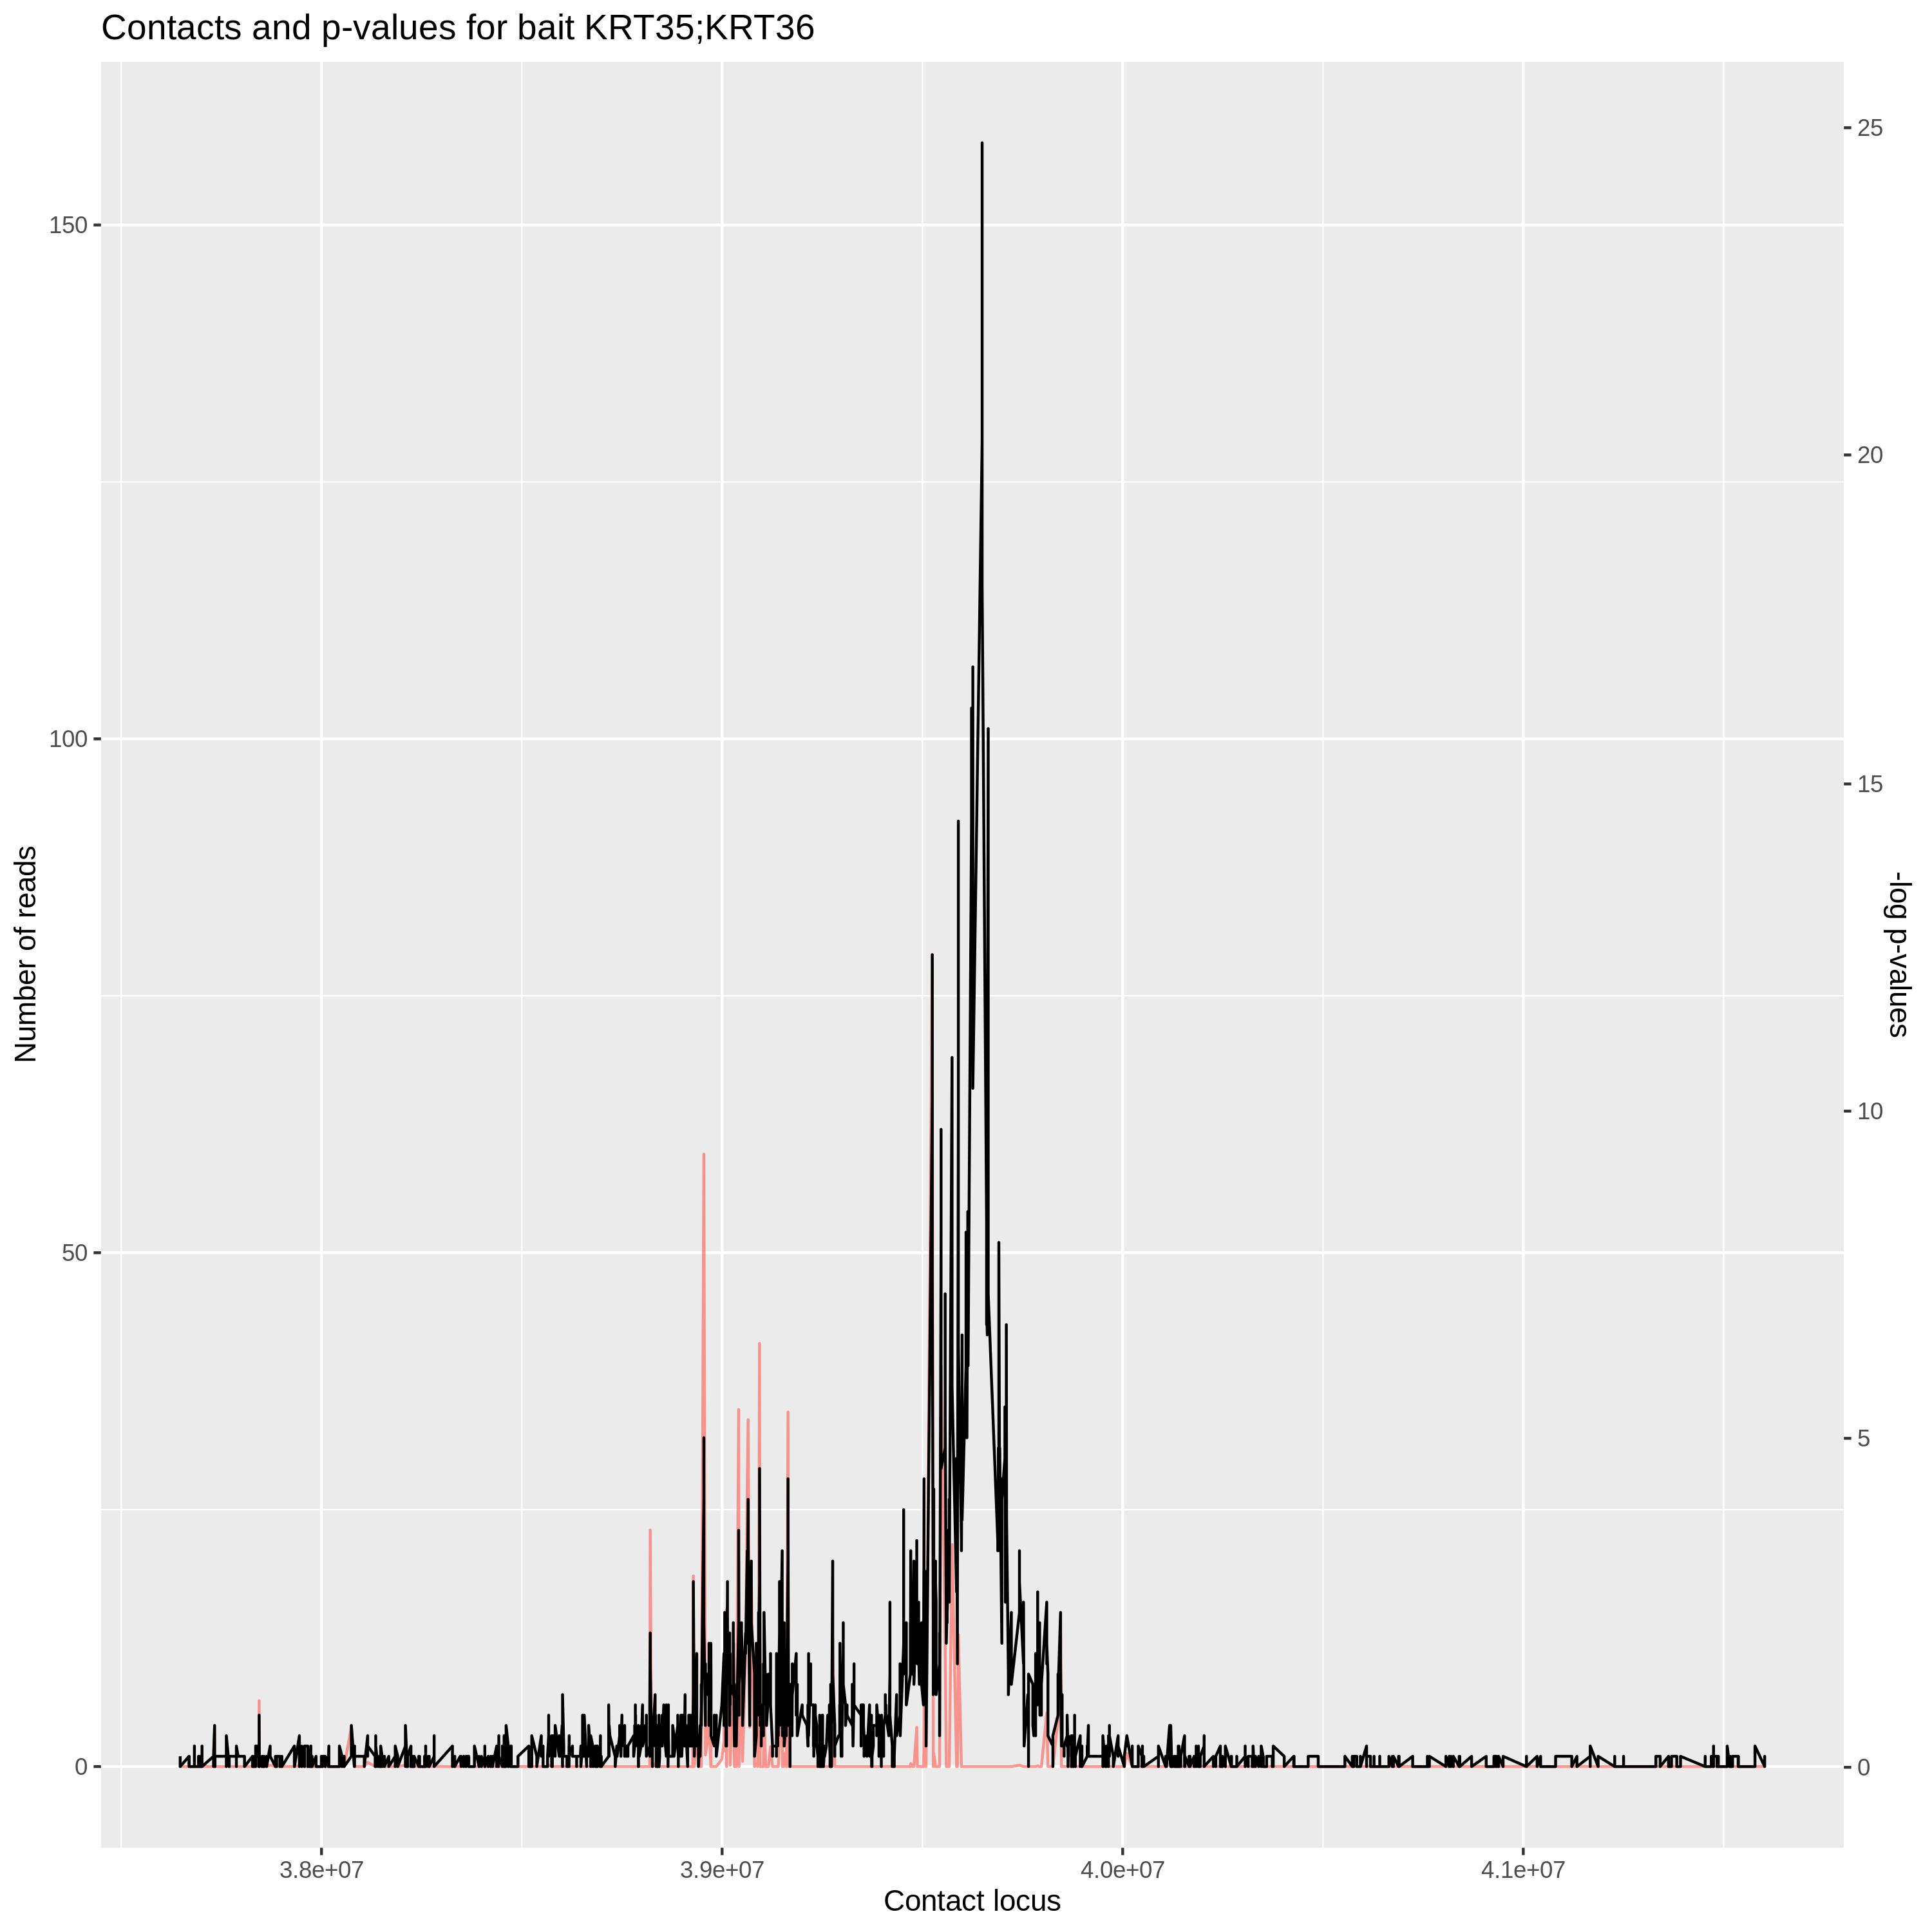 Contacts and p-values for bait KRT35;KRT36
25
150
20
100
15
Number of reads
-log p-values
10
50
5
0
0
3.8e+07
3.9e+07
4.0e+07
4.1e+07
Contact locus